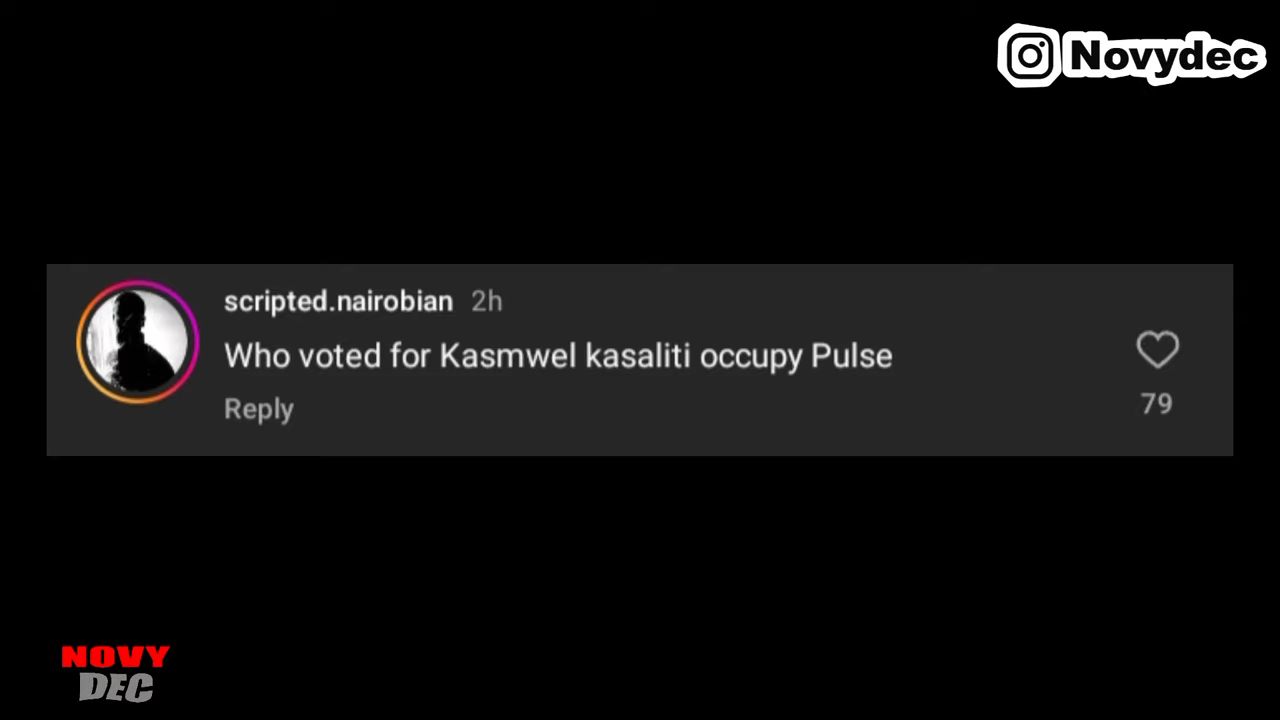 Novydec
scripted.nairobian 2h
Who voted for Kasmwel kasaliti occupy Pulse
Reply
79
NOVY
DEC